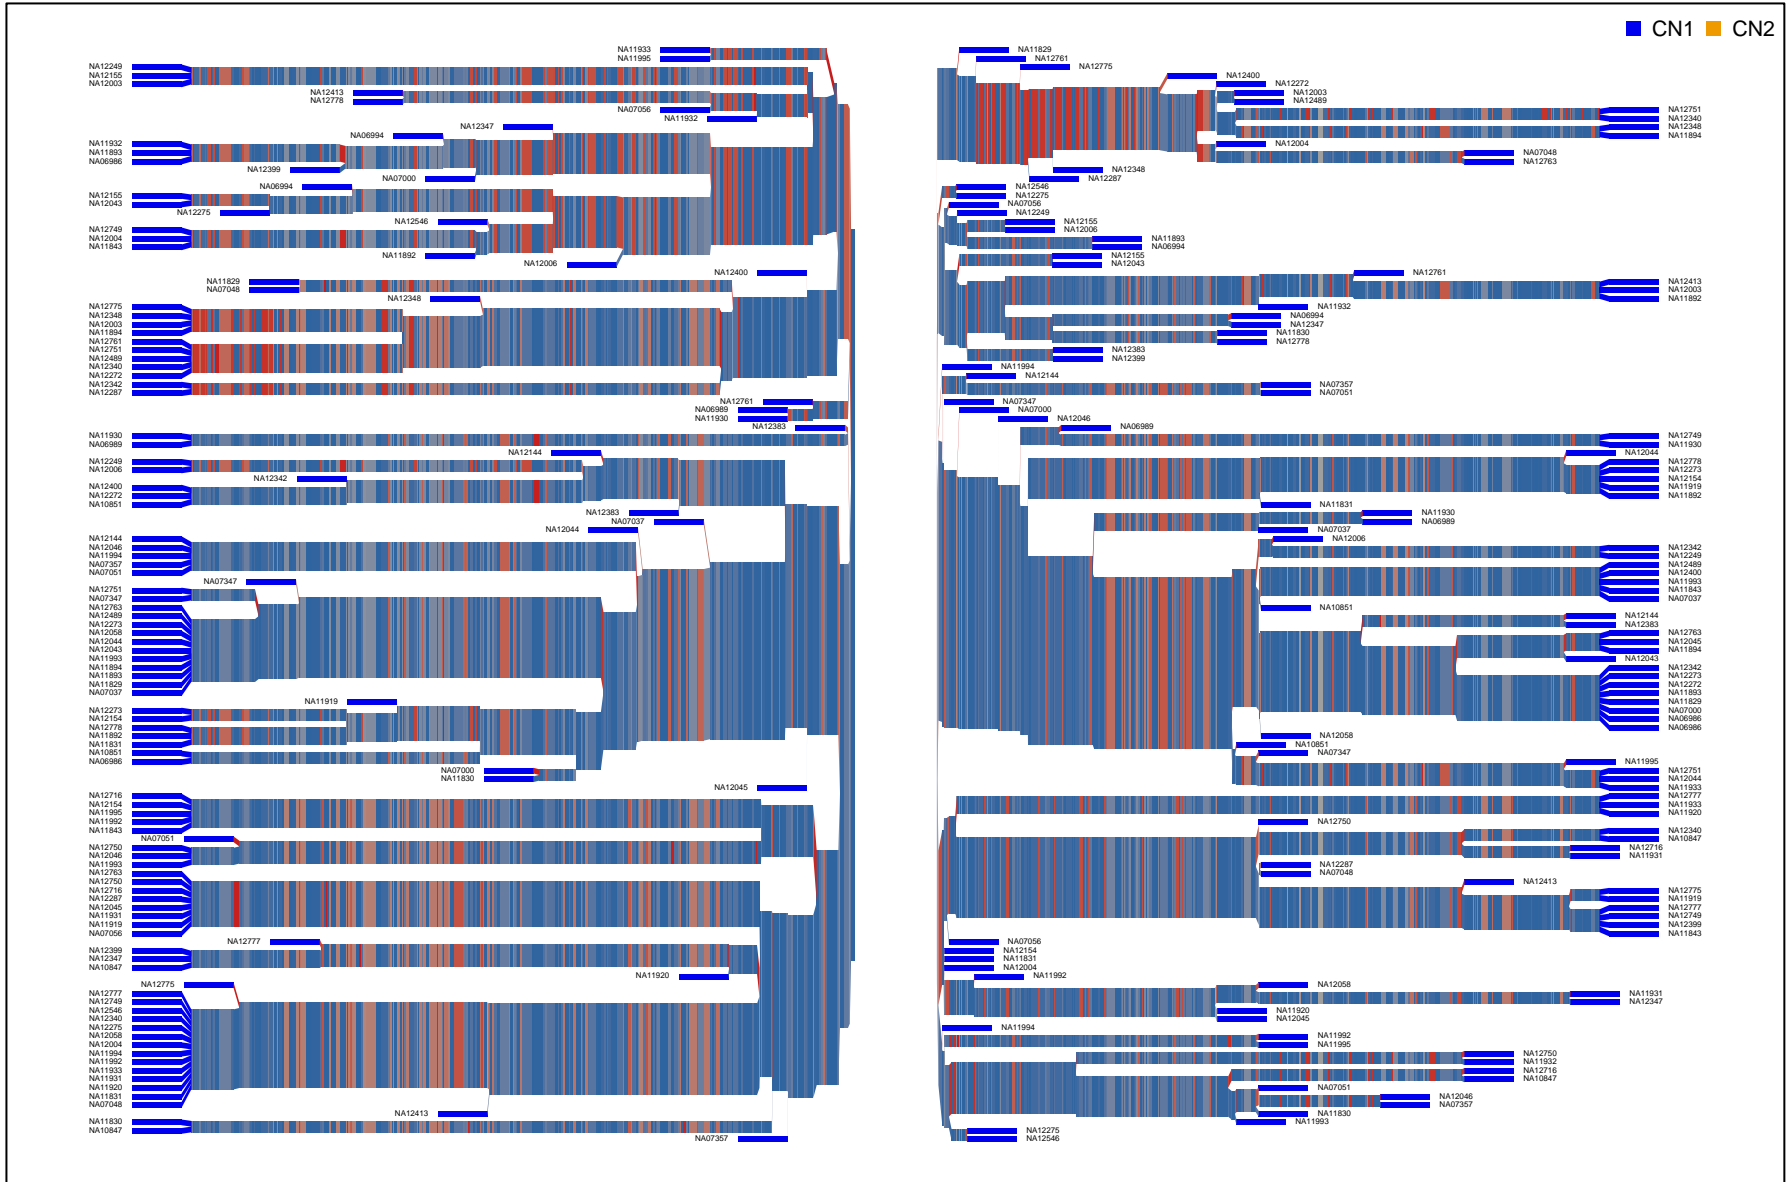 CN1 CN2
NA11933
NA11995
NA12249
NA12155
NA12003
NA12413
NA12778
NA07056
NA11932
NA12347
NA06994
NA11932
NA11893
NA06986
NA12399
NA07000
NA06994
NA12155
NA12043
NA12275
NA12546
NA12749
NA12004
NA11843
NA11892
NA12006
NA12400
NA11829
NA07048
NA12348
NA12775
NA12348
NA12003
NA11894
NA12761
NA12751
NA12489
NA12340
NA12272
NA12342
NA12287
NA12761
NA06989
NA11930
NA12383
NA11930
NA06989
NA12144
NA12249
NA12006
NA12342
NA12400
NA12272
NA10851
NA12383
NA07037
NA12044
NA12144
NA12046
NA11994
NA07357
NA07051
NA07347
NA12751
NA07347
NA12763
NA12489
NA12273
NA12058
NA12044
NA12043
NA11993
NA11894
NA11893
NA11829
NA07037
NA11919
NA12273
NA12154
NA12778
NA11892
NA11831
NA10851
NA06986
NA07000
NA11830
NA12045
NA12716
NA12154
NA11995
NA11992
NA11843
NA07051
NA12750
NA12046
NA11993
NA12763
NA12750
NA12716
NA12287
NA12045
NA11931
NA11919
NA07056
NA12777
NA12399
NA12347
NA10847
NA11920
NA12775
NA12777
NA12749
NA12546
NA12340
NA12275
NA12058
NA12004
NA11994
NA11992
NA11933
NA11931
NA11920
NA11831
NA07048
NA12413
NA11830
NA10847
NA07357
NA11829
NA12761
NA12775
NA12400
NA12272
NA12003
NA12489
NA12751
NA12340
NA12348
NA11894
NA12004
NA07048
NA12763
NA12348
NA12287
NA12546
NA12275
NA07056
NA12249
NA12155
NA12006
NA11893
NA06994
NA12155
NA12043
NA12761
NA12413
NA12003
NA11892
NA11932
NA06994
NA12347
NA11830
NA12778
NA12383
NA12399
NA11994
NA12144
NA07357
NA07051
NA07347
NA07000
NA12046
NA06989
NA12749
NA11930
NA12044
NA12778
NA12273
NA12154
NA11919
NA11892
NA11831
NA11930
NA06989
NA07037
NA12006
NA12342
NA12249
NA12489
NA12400
NA11993
NA11843
NA07037
NA10851
NA12144
NA12383
NA12763
NA12045
NA11894
NA12043
NA12342
NA12273
NA12272
NA11893
NA11829
NA07000
NA06986
NA06986
NA12058
NA10851
NA07347
NA11995
NA12751
NA12044
NA11933
NA12777
NA11933
NA11920
NA12750
NA12340
NA10847
NA12716
NA11931
NA12287
NA07048
NA12413
NA12775
NA11919
NA12777
NA12749
NA12399
NA11843
NA07056
NA12154
NA11831
NA12004
NA11992
NA12058
NA11931
NA12347
NA11920
NA12045
NA11994
NA11992
NA11995
NA12750
NA11932
NA12716
NA10847
NA07051
NA12046
NA07357
NA11830
NA11993
NA12275
NA12546